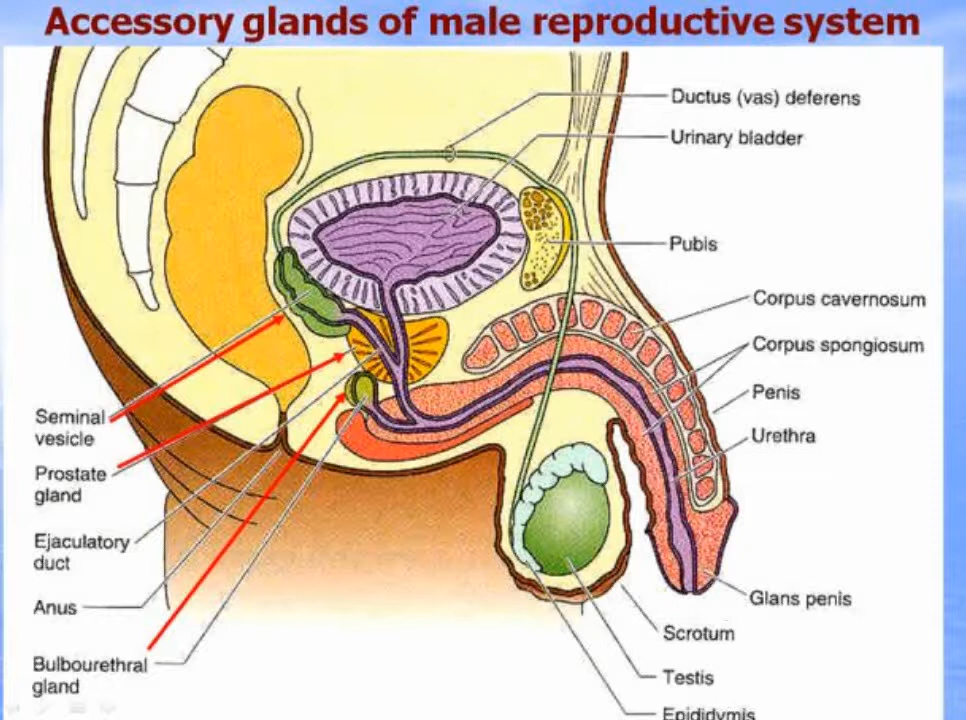 Accessory glands of male reproductive system
Ductus (vas) deferens
Urinary bladder
Pubis
Corpus cavernosum
Corpus spongiosum
Penis
Urethra
Glans penis
Scrotum
Testis
Epididymis
Seminal
vesicle
Prostate
gland
Ejaculatory
duct
Anus
Bulbourethral
gland